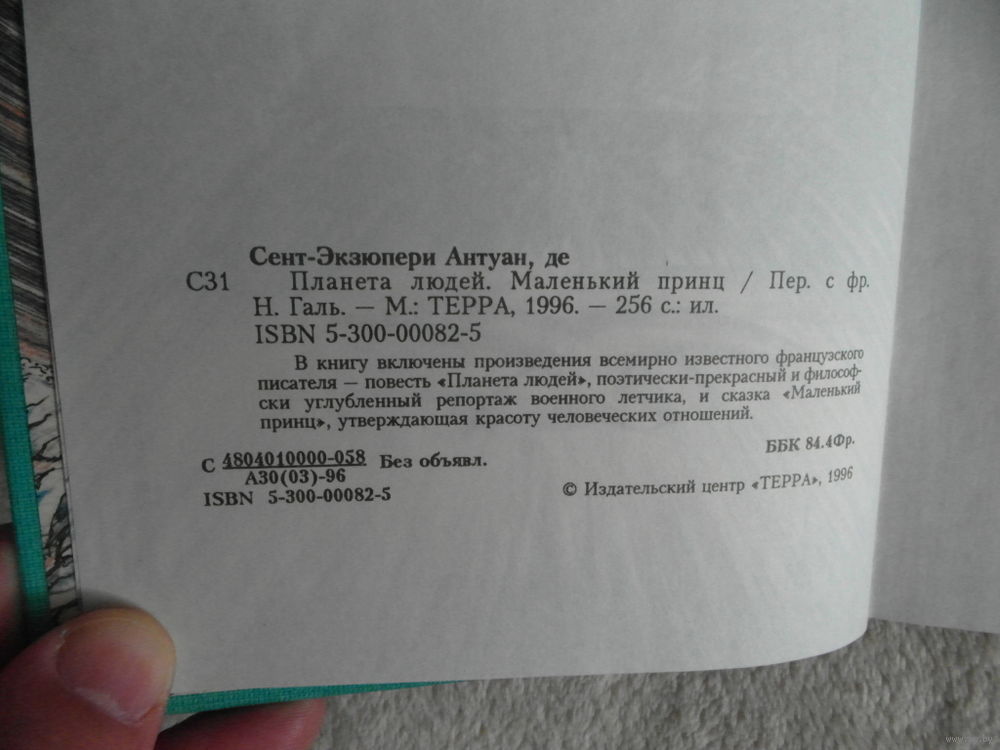 Сент-Экзюпери Антуан, де
С31 Планета людей. Маленький принц / Пер. с фр.
Н. Галь. — М.: ТЕРРА, 1996. — 256 с.: ил.
ISBN 5-300-00082-5
В книгу включены произведения всемирно известного французского
писателя — повесть «Планета людей», поэтически-прекрасный и философ-
ски углубленный репортаж военного летчика, и сказка «Маленький
принц», утверждающая красоту человеческих отношений.
ББК 84.4Фр.
С 4804010000-058 Без объявл.
А30(03)-96
ISBN 5-300-00082-5
© Издательский центр «ТЕРРА», 1996